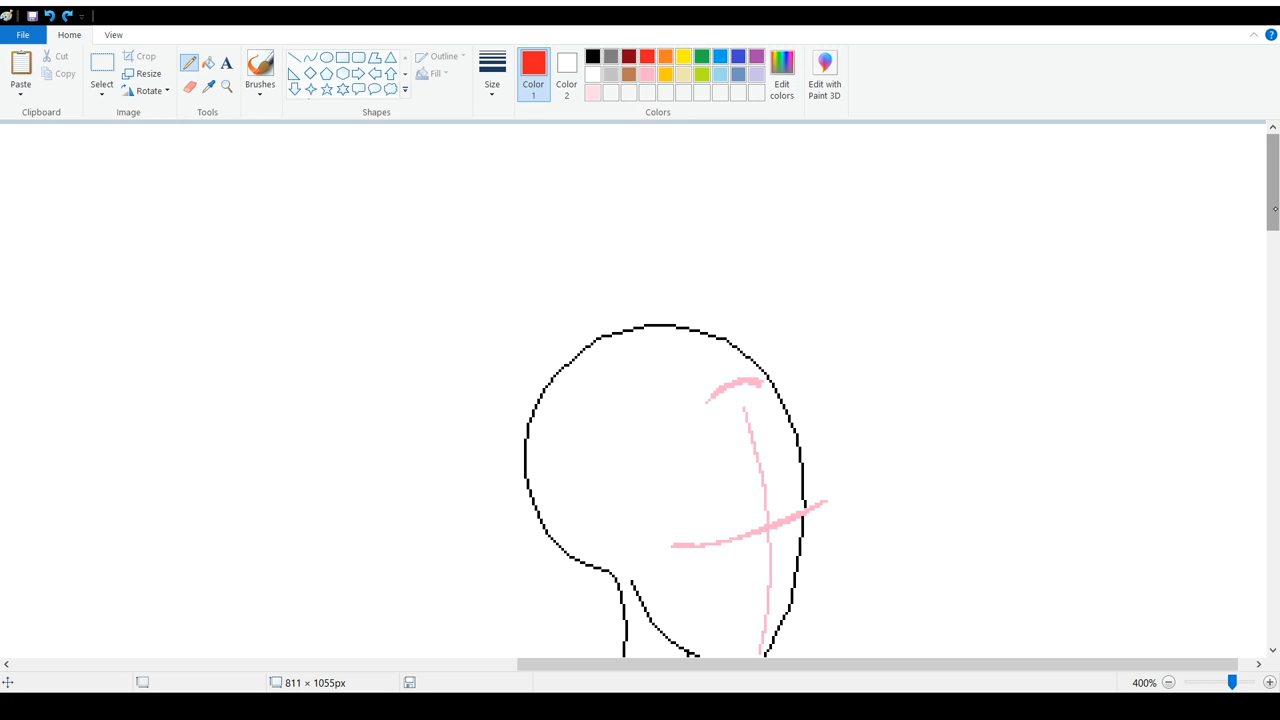 File Home View
Paste
Cut
Copy
Clipboard
Select
Crop
Resize
Rotate
Image
Tools
Brushes
Outline
Fill
Shapes
Size
Color 1
Color 2
Edit colors
Edit with Paint 3D
Colors
811 × 1055px
400%